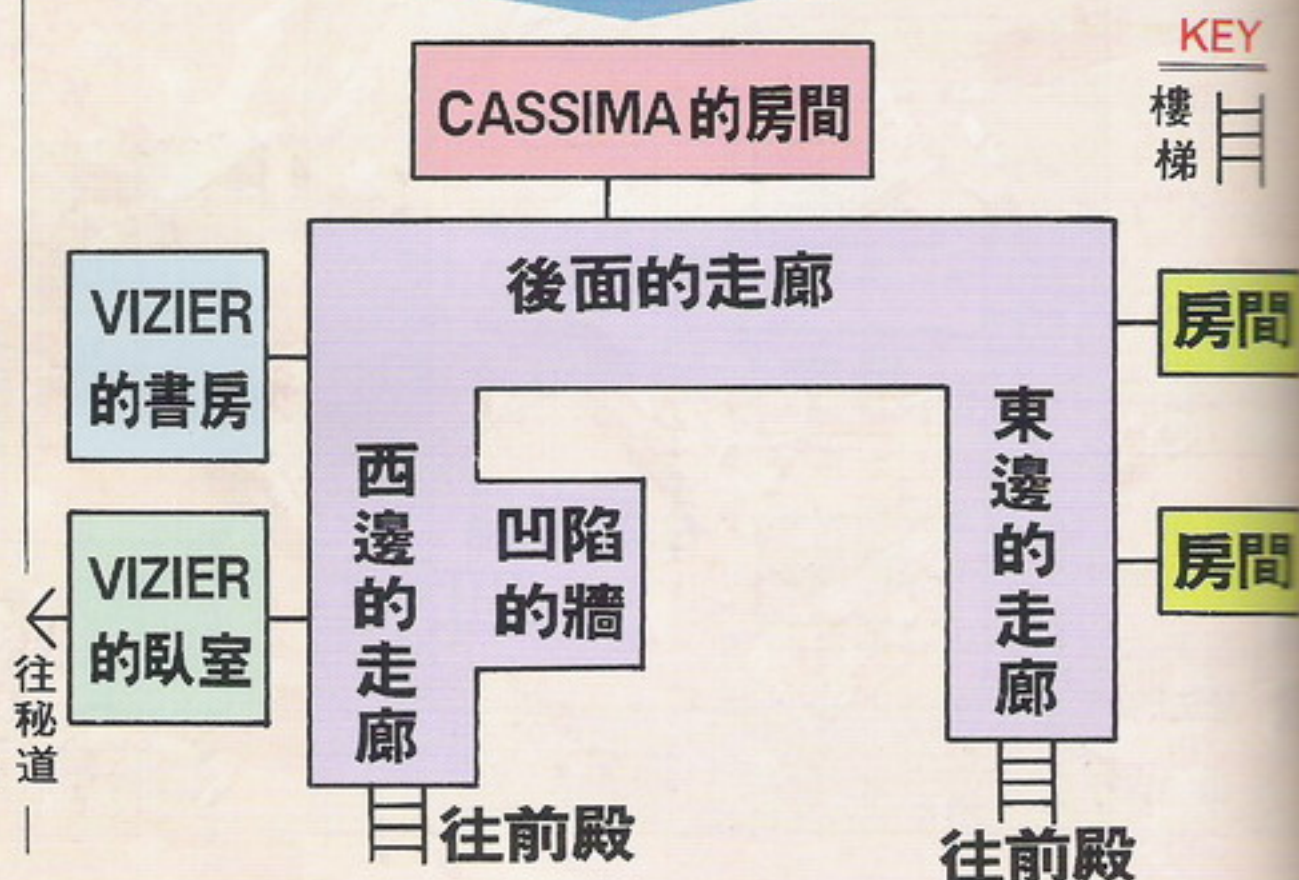 KEY
樓梯
CASSIMA的房間
後面的走廊
VIZIER
的書房
房間
西邊的走廊
東邊的走廊
凹陷
的牆
VIZIER
的臥室
房間
往秘道
往前殿
往前殿